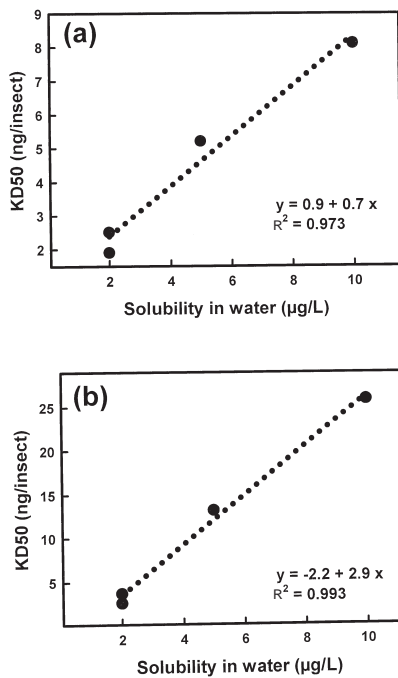 (a)
9
8
7
6
5
4
3
2
KD50 (ng/insect)
y = 0.9 + 0.7 x
R² = 0.973
2 4 6 8 10
Solubility in water (µg/L)
(b)
25
20
15
10
5
KD50 (ng/insect)
y = -2.2 + 2.9 x
R² = 0.993
2 4 6 8 10
Solubility in water (µg/L)